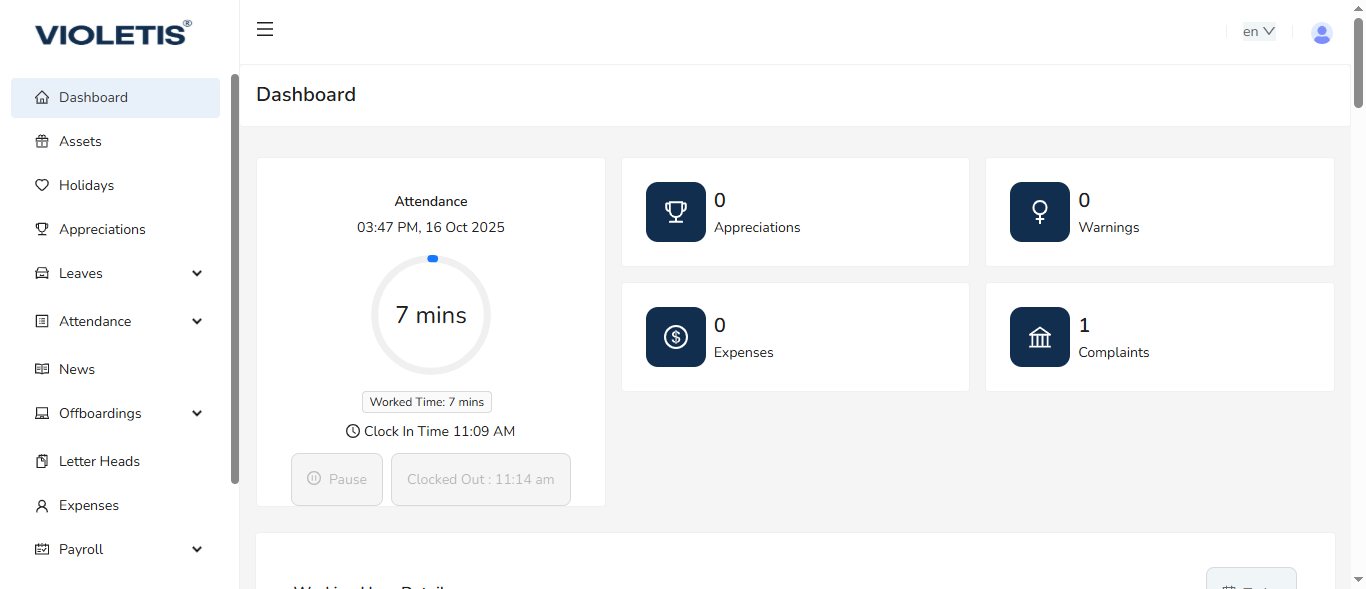 VIOLETIS®
en
Dashboard
Assets
Holidays
Appreciations
Leaves
Attendance
News
Offboardings
Letter Heads
Expenses
Payroll
Dashboard
Attendance
03:47 PM, 16 Oct 2025
7 mins
Worked Time: 7 mins
Clock In Time 11:09 AM
Pause
Clocked Out : 11:14 am
0
Appreciations
0
Warnings
0
Expenses
1
Complaints